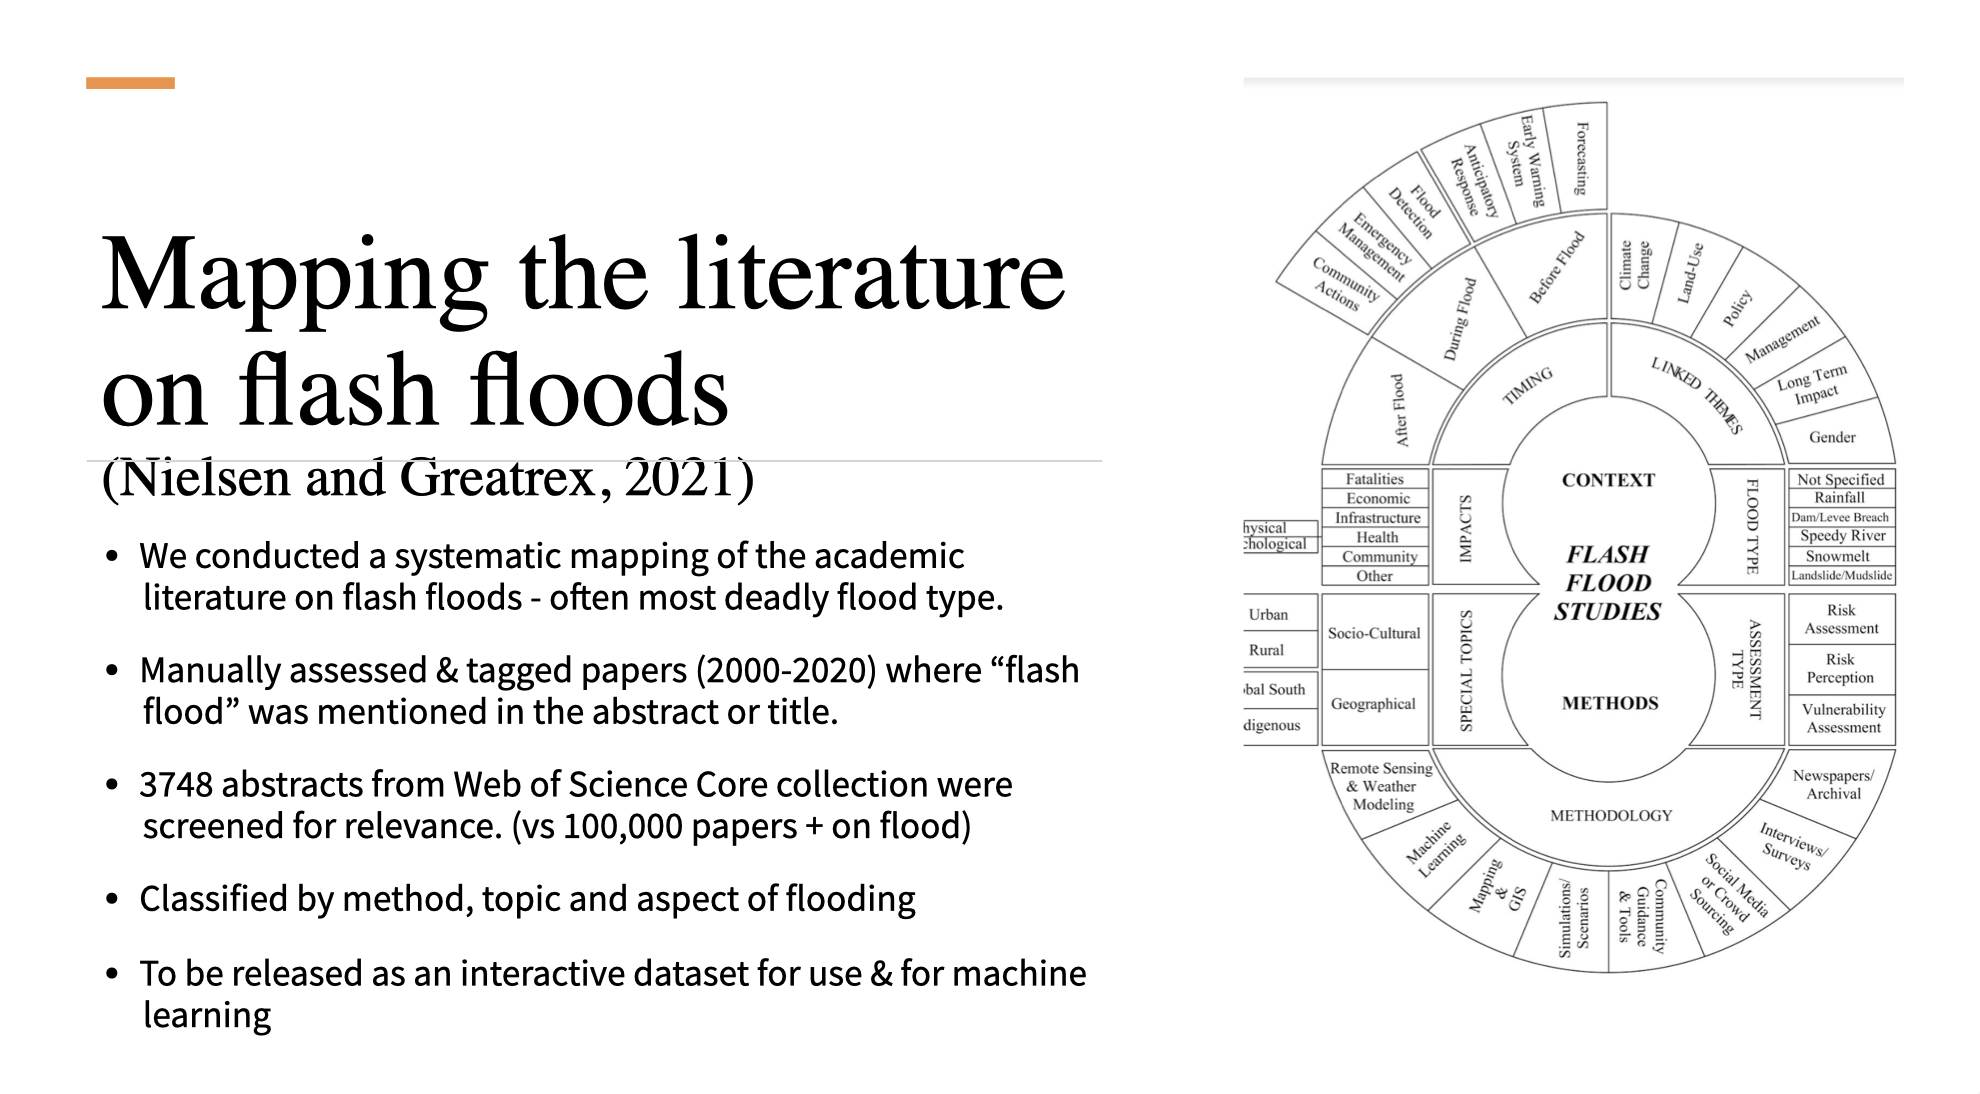 Mapping the literature
on flash floods
(Nielsen and Greatrex, 2021)
• We conducted a systematic mapping of the academic
literature on flash floods - often most deadly flood type.
• Manually assessed & tagged papers (2000-2020) where “flash
flood” was mentioned in the abstract or title.
• 3748 abstracts from Web of Science Core collection were
screened for relevance. (vs 100,000 papers + on flood)
• Classified by method, topic and aspect of flooding
• To be released as an interactive dataset for use & for machine
learning
Community
Actions
Emergency
Management
Flood
Detection
Anticipatory
Response
Early Warning
System
Forecasting
After Flood
During Flood
Before Flood
Climate
Change
Land-Use
Policy
Management
Long Term
Impact
Gender
TIMING
LINKED THEMES
CONTEXT
FLASH
FLOOD
STUDIES
METHODS
IMPACTS
Fatalities
Economic
Infrastructure
Health
Community
Other
hysical
chological
FLOOD TYPE
Not Specified
Rainfall
Dam/Levee Breach
Speedy River
Snowmelt
Landslide/Mudslide
SPECIAL TOPICS
Socio-Cultural
Geographical
Urban
Rural
bal South
digenous
ASSESSMENT
TYPE
Risk
Assessment
Risk
Perception
Vulnerability
Assessment
METHODOLOGY
Remote Sensing
& Weather
Modeling
Machine
Learning
Mapping
&
GIS
Simulations/
Scenarios
Community
Guidance
& Tools
Social Media
or Crowd
Sourcing
Interviews/
Surveys
Newspapers/
Archival